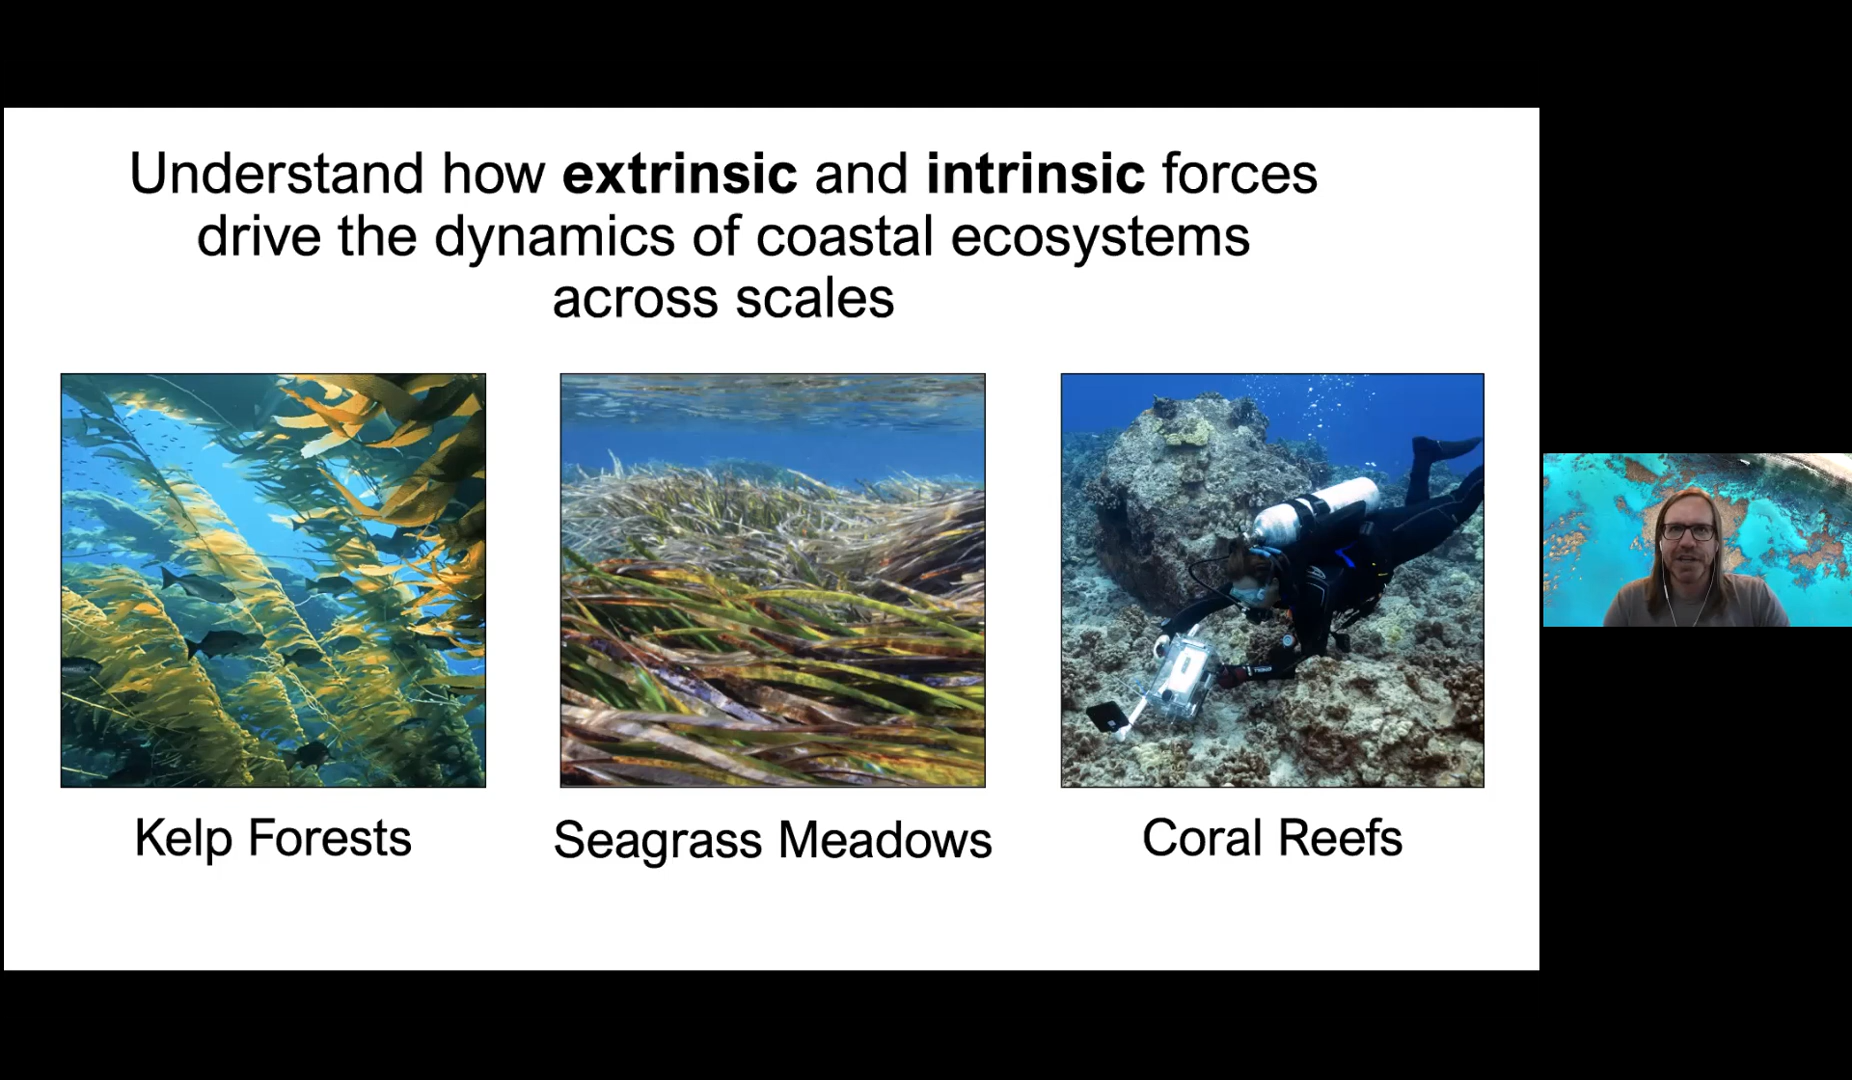 Understand how extrinsic and intrinsic forces
drive the dynamics of coastal ecosystems
across scales
Kelp Forests
Seagrass Meadows
Coral Reefs